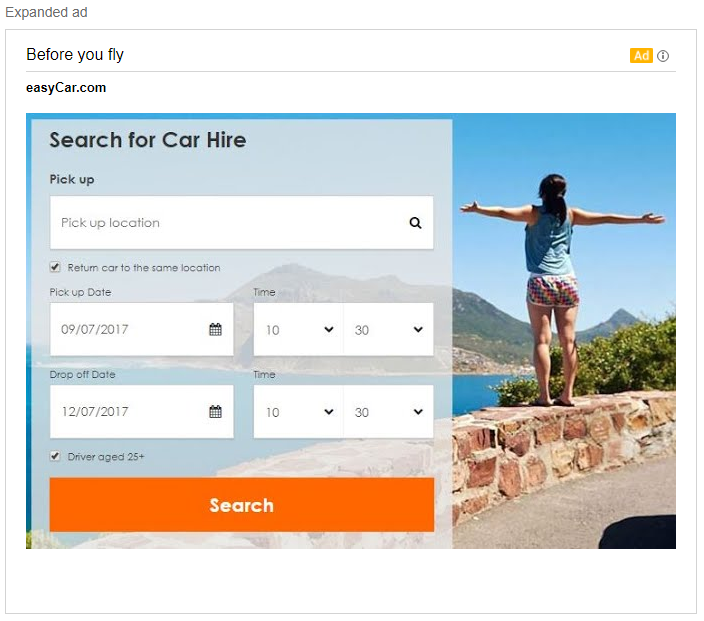 Expanded ad
Before you fly
Ad
easyCar.com
Search for Car Hire
Pick up
Pick up location
Return car to the same location
Pick up Date Time
09/07/2017 10 30
Drop off Date Time
12/07/2017 10 30
Driver aged 25+
Search